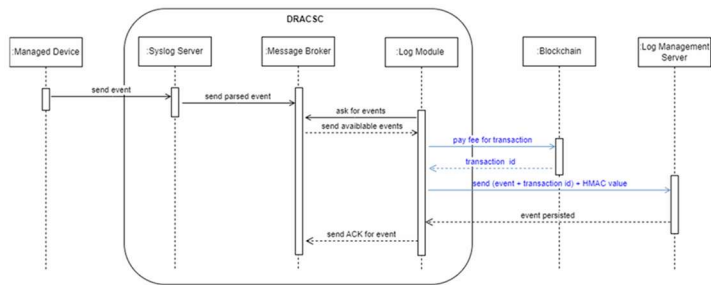 DRACSC
:Managed Device
:Syslog Server
:Message Broker
:Log Module
:Blockchain
:Log Management
Server
send event
send parsed event
ask for events
send avaiblable events
pay fee for transaction
transaction id
send (event + transaction id) + HMAC value
event persisted
send ACK for event